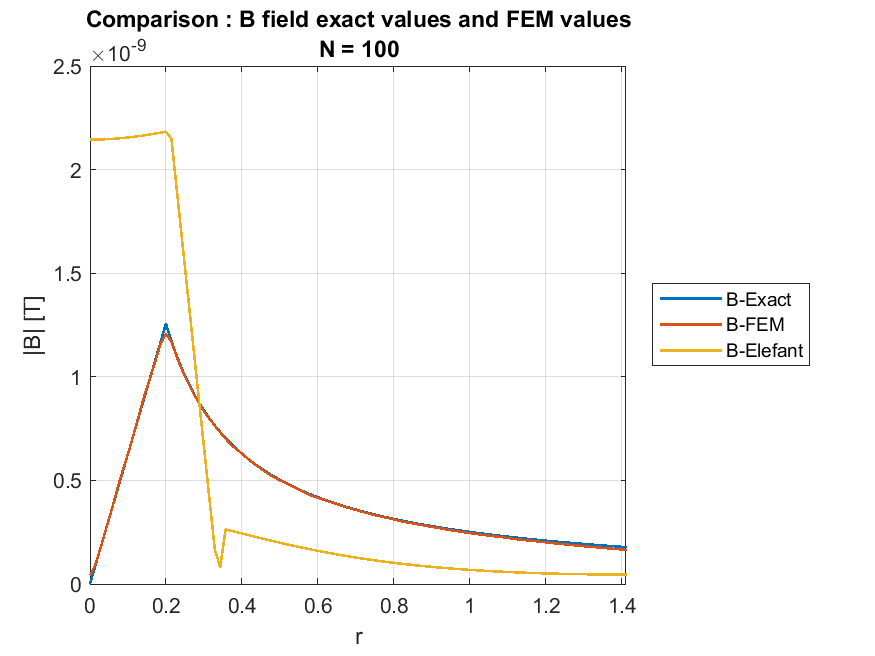 Comparison : B field exact values and FEM values
N = 100
×10^-9
2.5
2
1.5
1
0.5
0
|B| [T]
0 0.2 0.4 0.6 0.8 1 1.2 1.4
r
B-Exact
B-FEM
B-Elefant